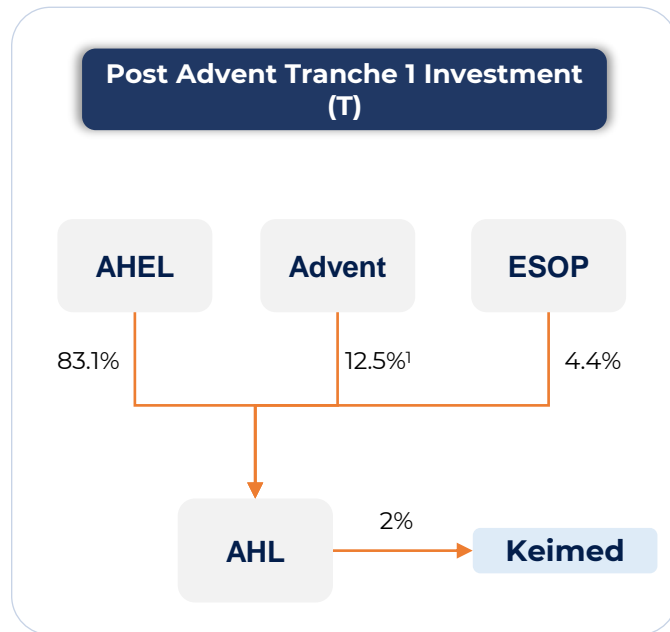 Post Advent Tranche 1 Investment
(T)
AHEL
Advent
ESOP
83.1%
12.5%¹
4.4%
AHL
2%
Keimed